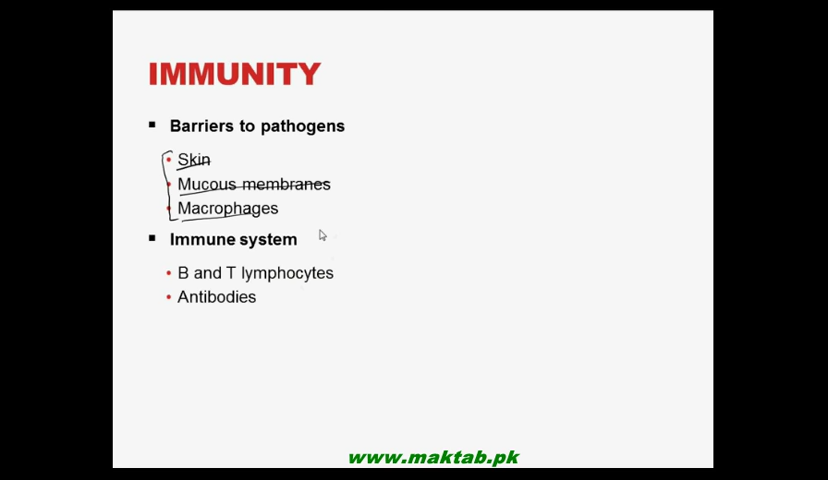 IMMUNITY
Barriers to pathogens
Skin
Mucous membranes
Macrophages
Immune system
B and T lymphocytes
Antibodies
www.maktab.pk